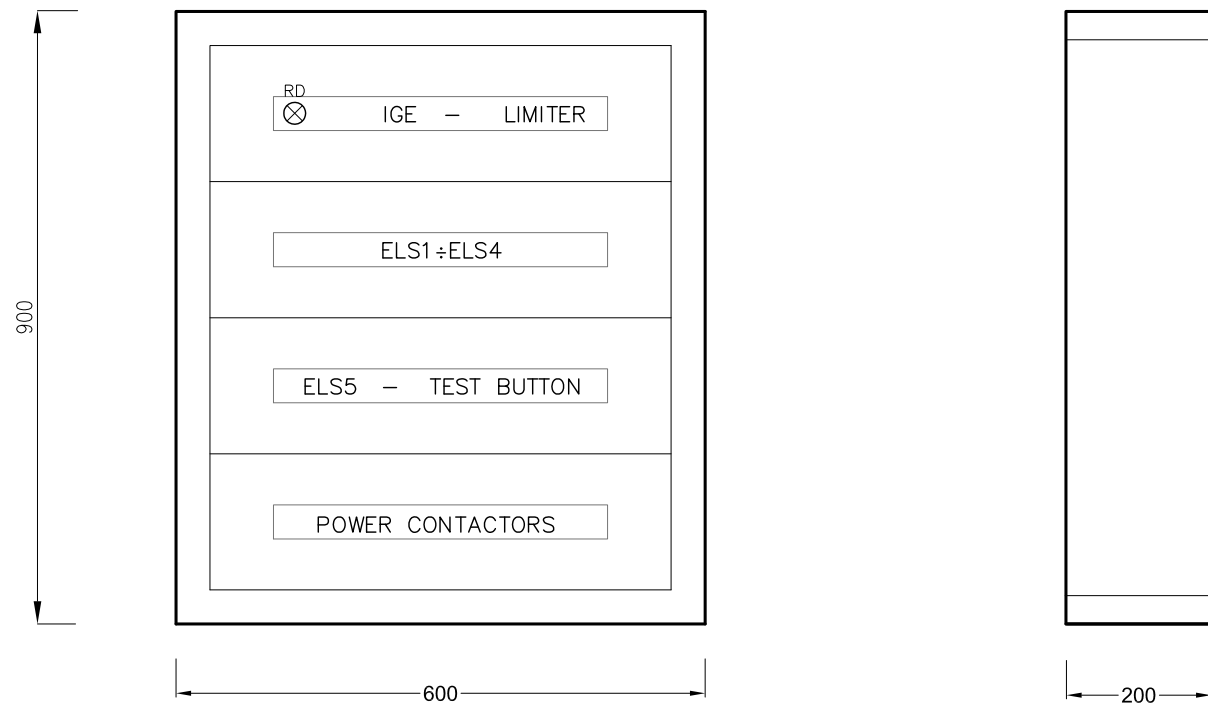 RD
IGE - LIMITER
ELS1÷ELS4
900
ELS5 - TEST BUTTON
POWER CONTACTORS
600
200